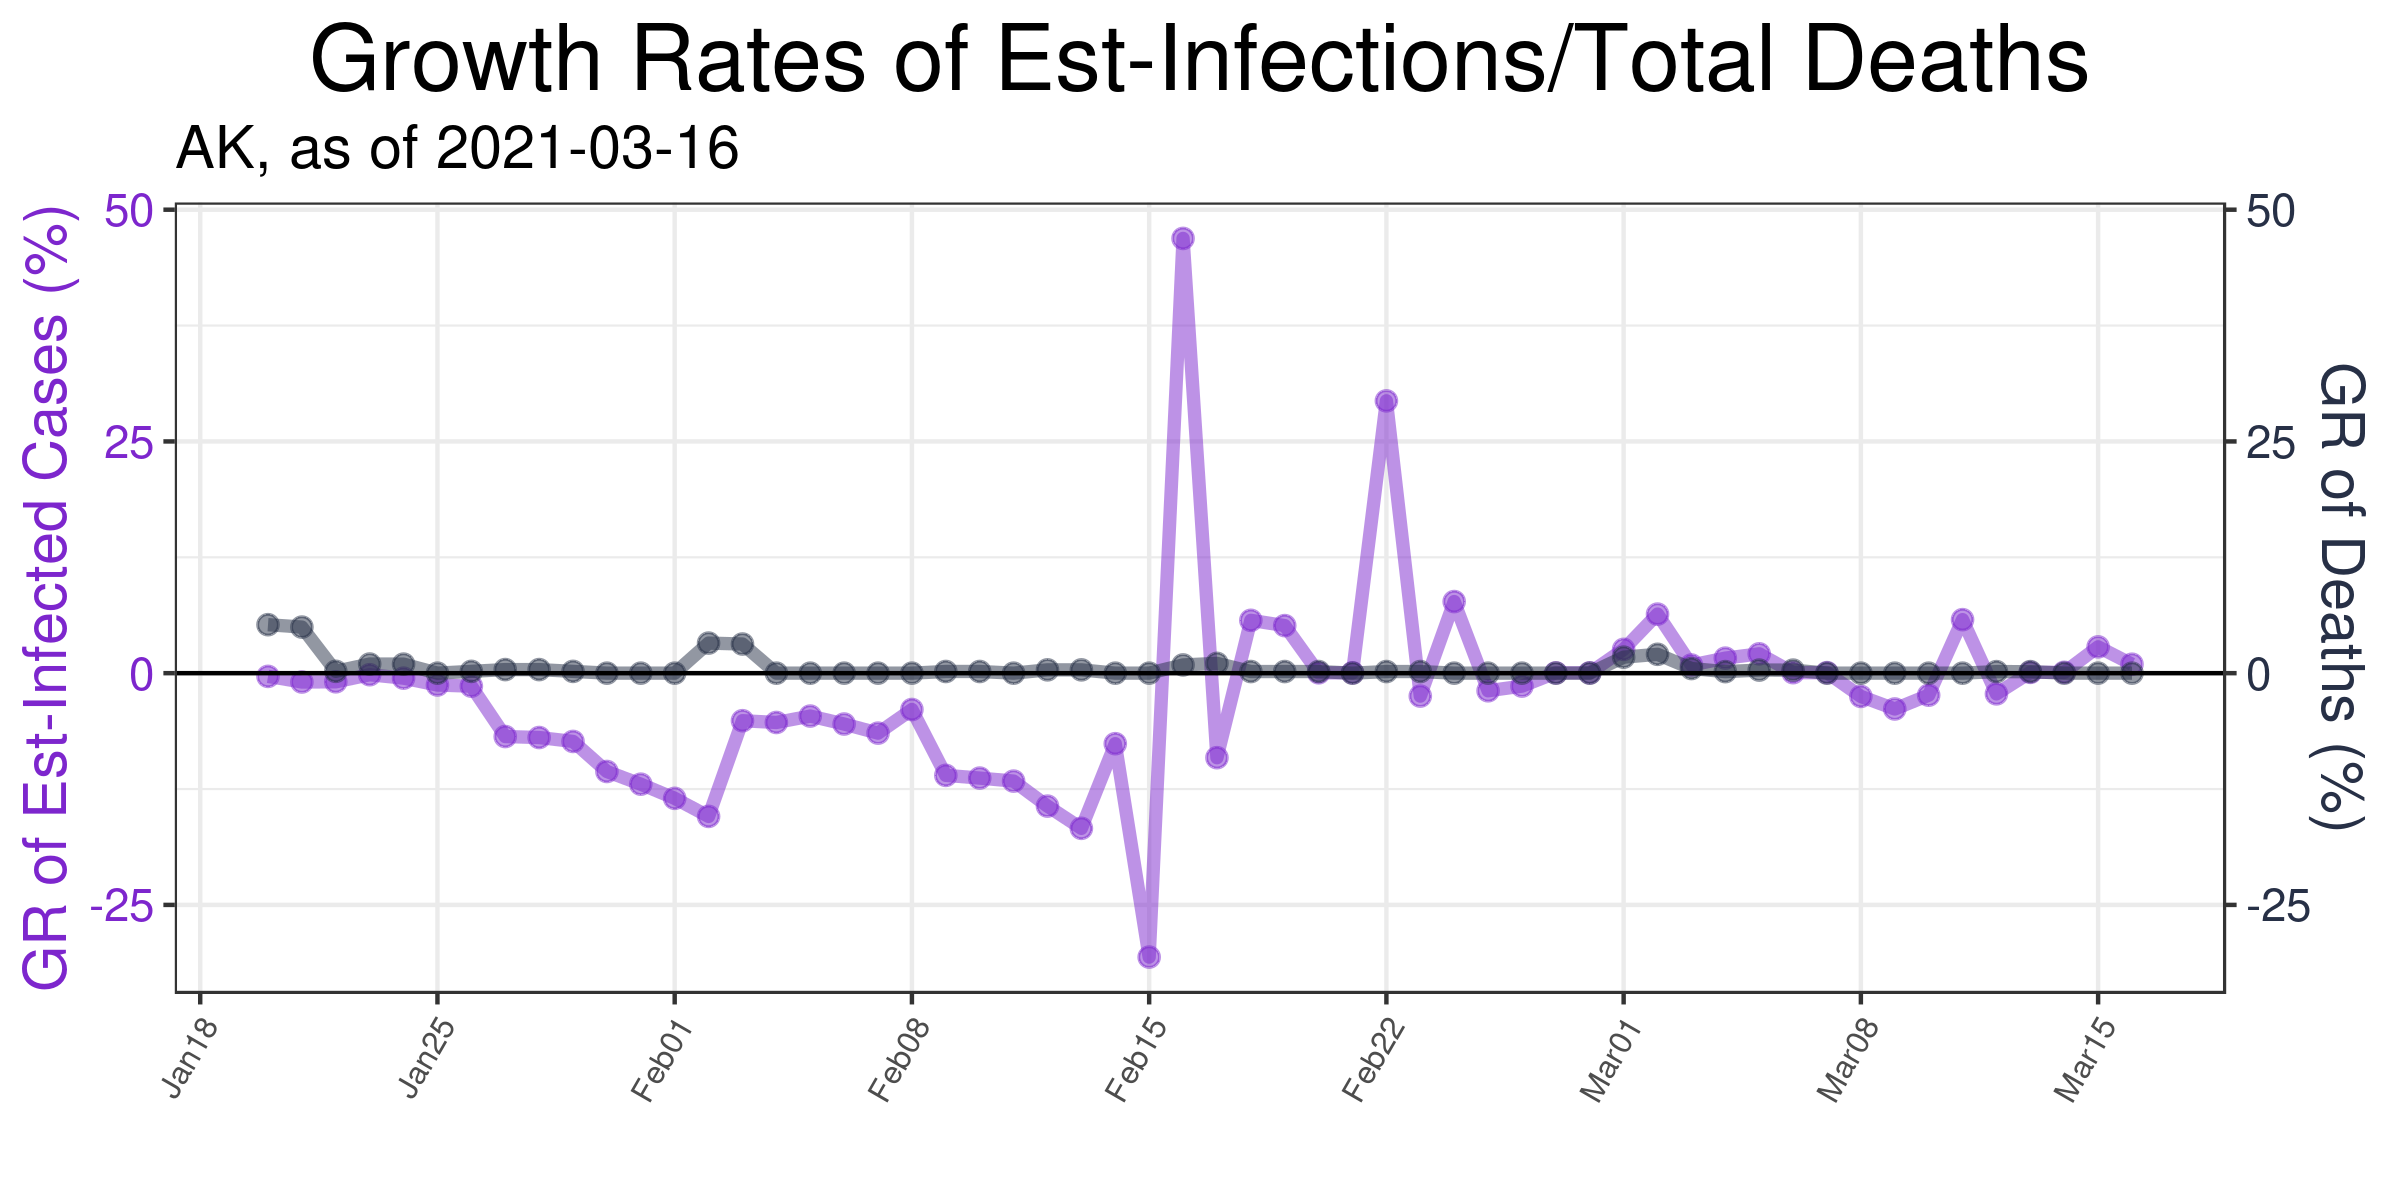 Growth Rates of Est-Infections/Total Deaths
AK, as of 2021-03-16
GR of Est-Infected Cases (%)
50
25
0
-25
50
25
0
-25
GR of Deaths (%)
Jan18
Jan25
Feb01
Feb08
Feb15
Feb22
Mar01
Mar08
Mar15